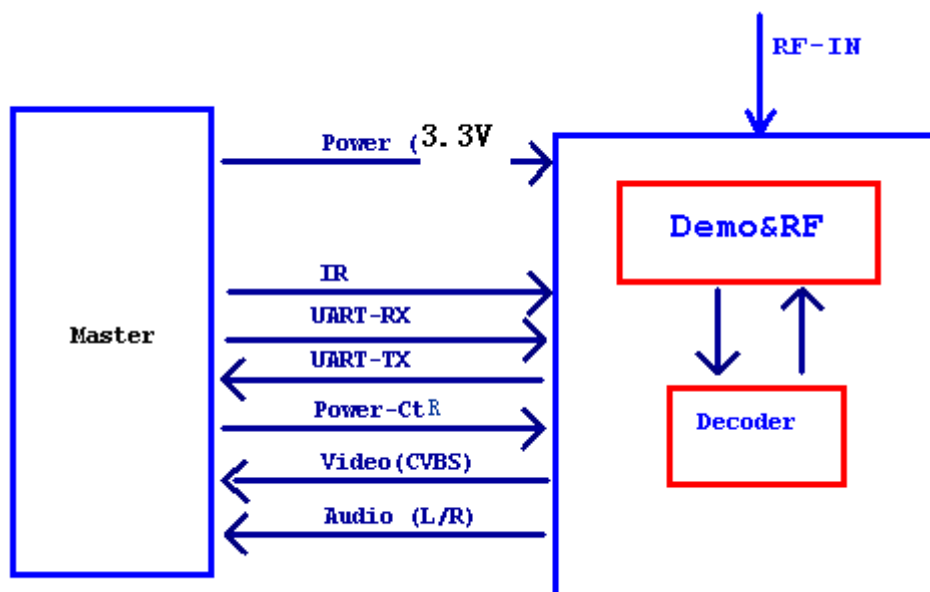 RF-IN
Power (3.3V
Demo&RF
IR
UART-RX
Master
UART-TX
Power-CtR
Decoder
Video(CVBS)
Audio (L/R)